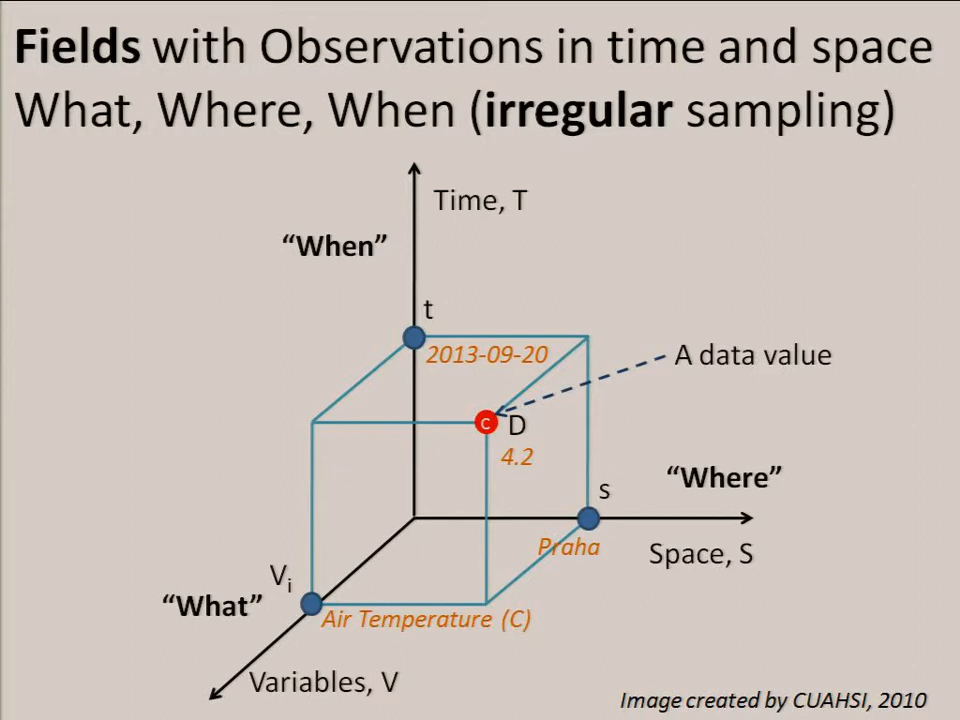 Fields with Observations in time and space
What, Where, When (irregular sampling)
Time, T
“When”
t
2013-09-20
A data value
c
D
4.2
“Where”
s
Praha
Space, S
Vi
“What”
Air Temperature (C)
Variables, V
Image created by CUAHSI, 2010